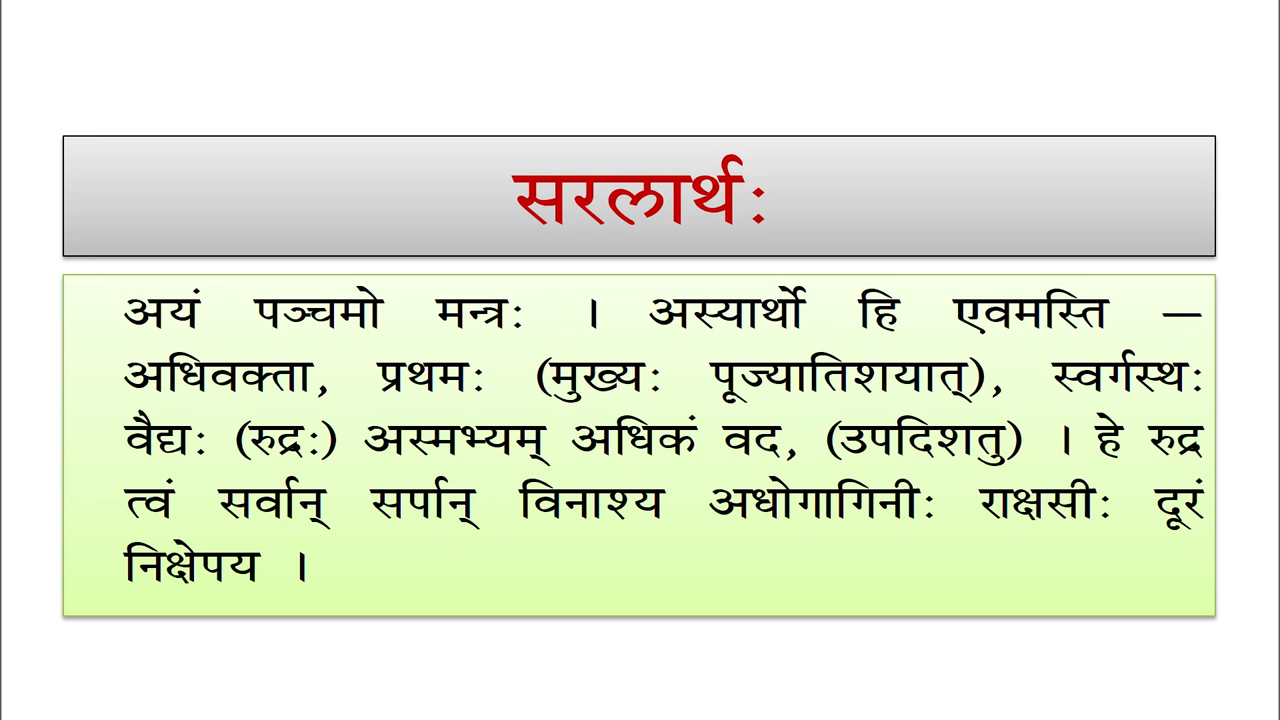 सरलार्थः
अयं पञ्चमो मन्त्रः । अस्यार्थो हि एवमस्ति —
अधिवक्ता, प्रथमः (मुख्यः पूज्यातिशयात्), स्वर्गस्थः
वैद्यः (रुद्रः) अस्मभ्यम् अधिकं वद, (उपदिशतु) । हे रुद्र
त्वं सर्वान् सर्पान् विनाश्य अधोगागिनीः राक्षसीः दूरं
निक्षेपय ।